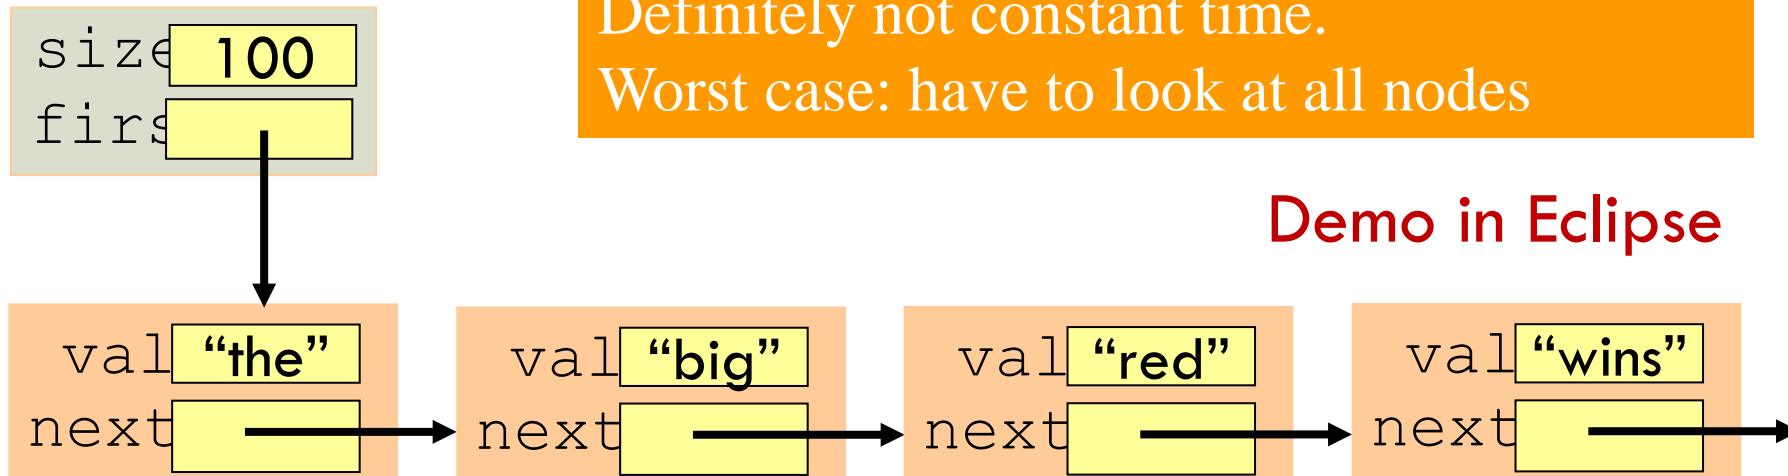 Definitely not constant time.
Worst case: have to look at all nodes
size 100
firs
Demo in Eclipse
val “the”
next
val “big”
next
val “red”
next
val “wins”
next